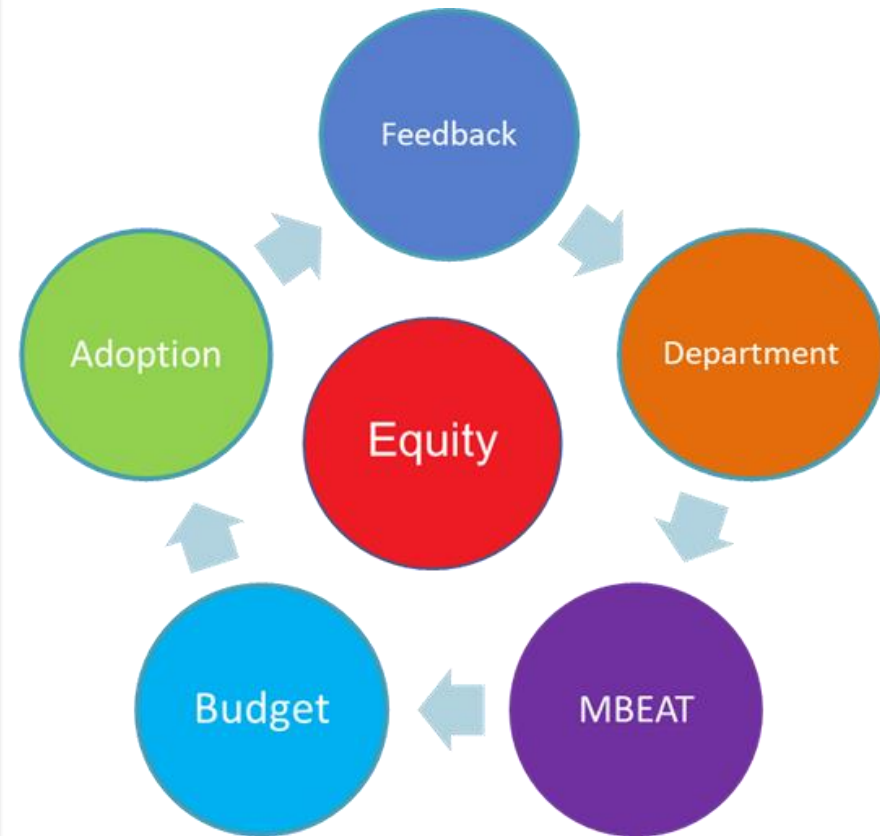 Feedback
Department
MBEAT
Budget
Adoption
Equity